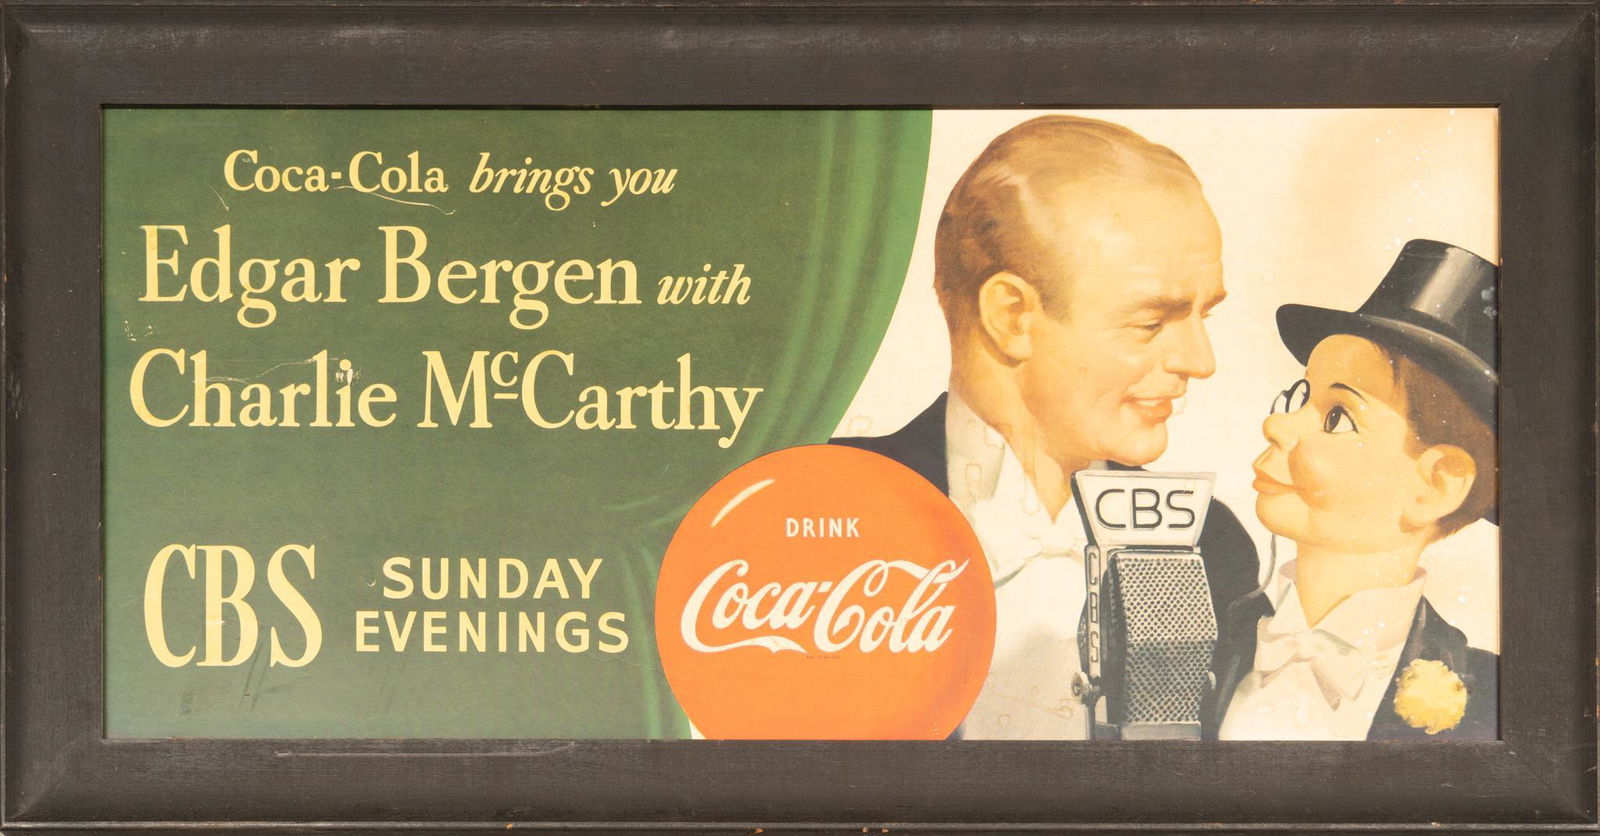 Coca-Cola brings you
Edgar Bergen with
Charlie McCarthy
CBS SUNDAY
EVENINGS
DRINK
Coca-Cola
CBS
CBS